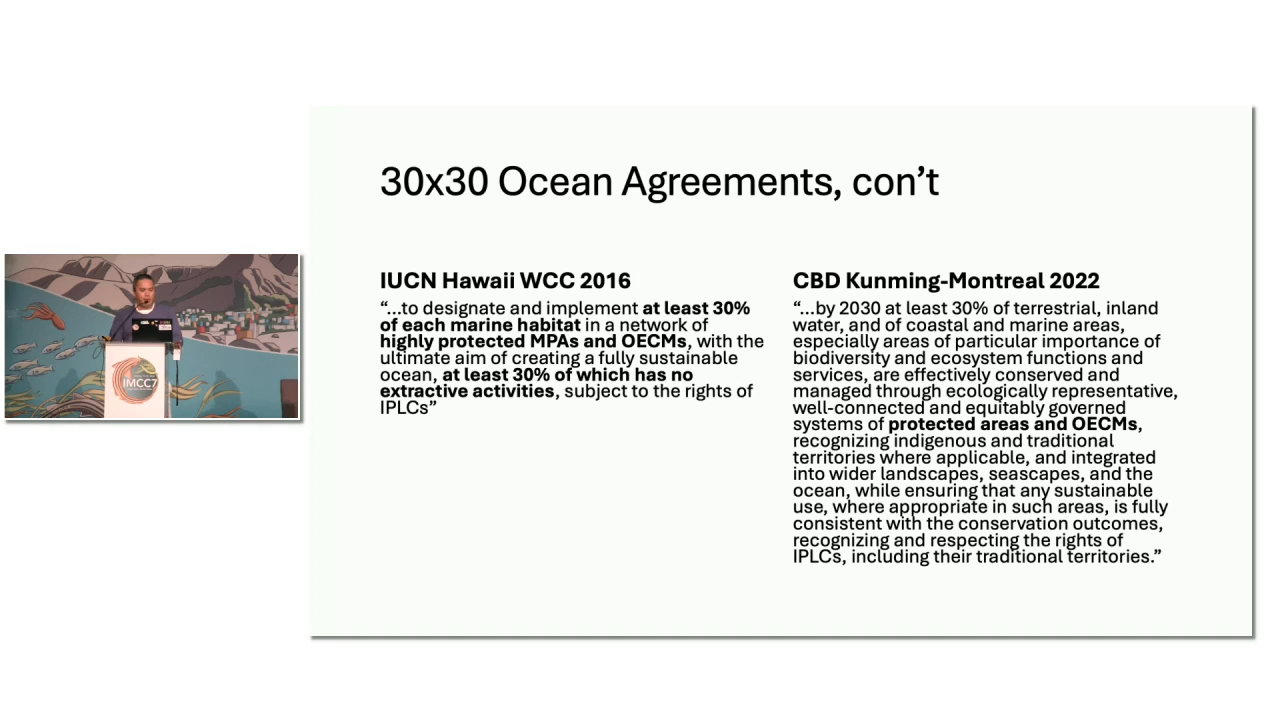 30x30 Ocean Agreements, con’t
IUCN Hawaii WCC 2016
“...to designate and implement at least 30%
of each marine habitat in a network of
highly protected MPAs and OECMs, with the
ultimate aim of creating a fully sustainable
ocean, at least 30% of which has no
extractive activities, subject to the rights of
IPLCs”
CBD Kunming-Montreal 2022
“...by 2030 at least 30% of terrestrial, inland
water, and of coastal and marine areas,
especially areas of particular importance of
biodiversity and ecosystem functions and
services, are effectively conserved and
managed through ecologically representative,
well-connected and equitably governed
systems of protected areas and OECMs,
recognizing indigenous and traditional
territories where applicable, and integrated
into wider landscapes, seascapes, and the
ocean, while ensuring that any sustainable
use, where appropriate in such areas, is fully
consistent with the conservation outcomes,
recognizing and respecting the rights of
IPLCs, including their traditional territories.”
IMCC7